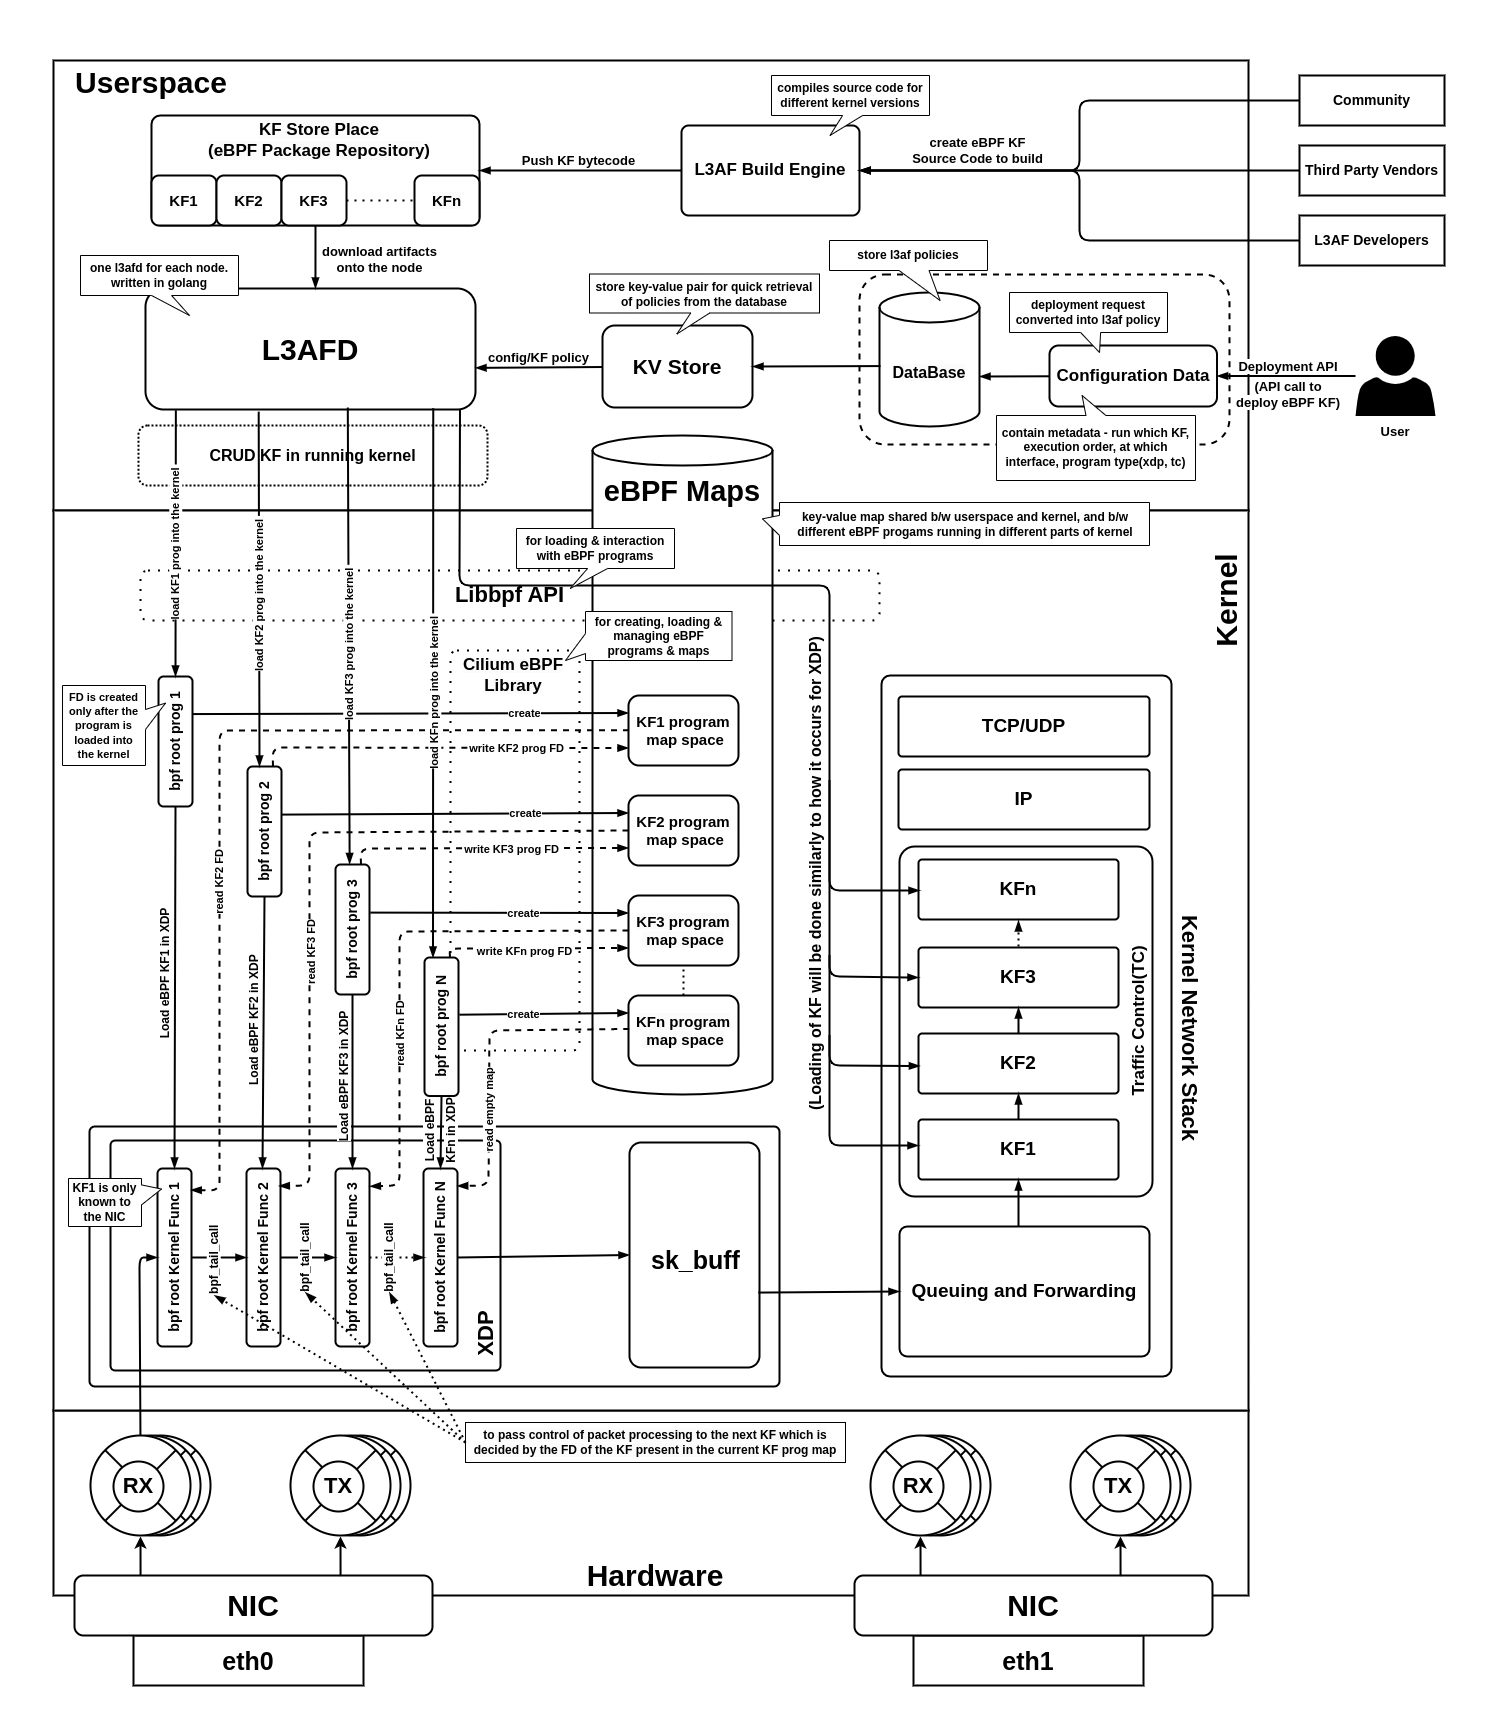 Userspace
compiles source code for
different kernel versions
KF Store Place
(eBPF Package Repository)
KF1
KF2
KF3
KFn
Push KF bytecode
L3AF Build Engine
create eBPF KF
Source Code to build
Community
Third Party Vendors
L3AF Developers
download artifacts
onto the node
one l3afd for each node.
written in golang
L3AFD
store key-value pair for quick retrieval
of policies from the database
config/KF policy
KV Store
store l3af policies
DataBase
deployment request
converted into l3af policy
Configuration Data
contain metadata - run which KF,
execution order, at which
interface, program type(xdp, tc)
Deployment API
(API call to
deploy eBPF KF)
User
CRUD KF in running kernel
eBPF Maps
key-value map shared b/w userspace and kernel, and b/w
different eBPF progams running in different parts of kernel
Kernel
load KF1 prog into the kernel
load KF2 prog into the kernel
load KF3 prog into the kernel
load KFn prog into the kernel
for loading & interaction
with eBPF programs
Libbpf API
for creating, loading &
managing eBPF
programs & maps
Cilium eBPF
Library
FD is created
only after the
program is
loaded into
the kernel
bpf root prog 1
bpf root prog 2
bpf root prog 3
bpf root prog N
create
write KF2 prog FD
KF1 program
map space
create
write KF3 prog FD
KF2 program
map space
create
write KFn prog FD
KF3 program
map space
create
KFn program
map space
read KF2 FD
read KF3 FD
read KFn FD
read empty map
Load eBPF KF1 in XDP
Load eBPF KF2 in XDP
Load eBPF KF3 in XDP
Load eBPF
KFn in XDP
(Loading of KF will be done similarly to how it occurs for XDP)
TCP/UDP
IP
KFn
KF3
KF2
KF1
Traffic Control(TC)
Kernel Network Stack
Queuing and Forwarding
KF1 is only
known to
the NIC
bpf root Kernel Func 1
bpf_tail_call
bpf root Kernel Func 2
bpf_tail_call
bpf root Kernel Func 3
bpf_tail_call
bpf root Kernel Func N
XDP
sk_buff
to pass control of packet processing to the next KF which is
decided by the FD of the KF present in the current KF prog map
RX
TX
RX
TX
Hardware
NIC
eth0
NIC
eth1